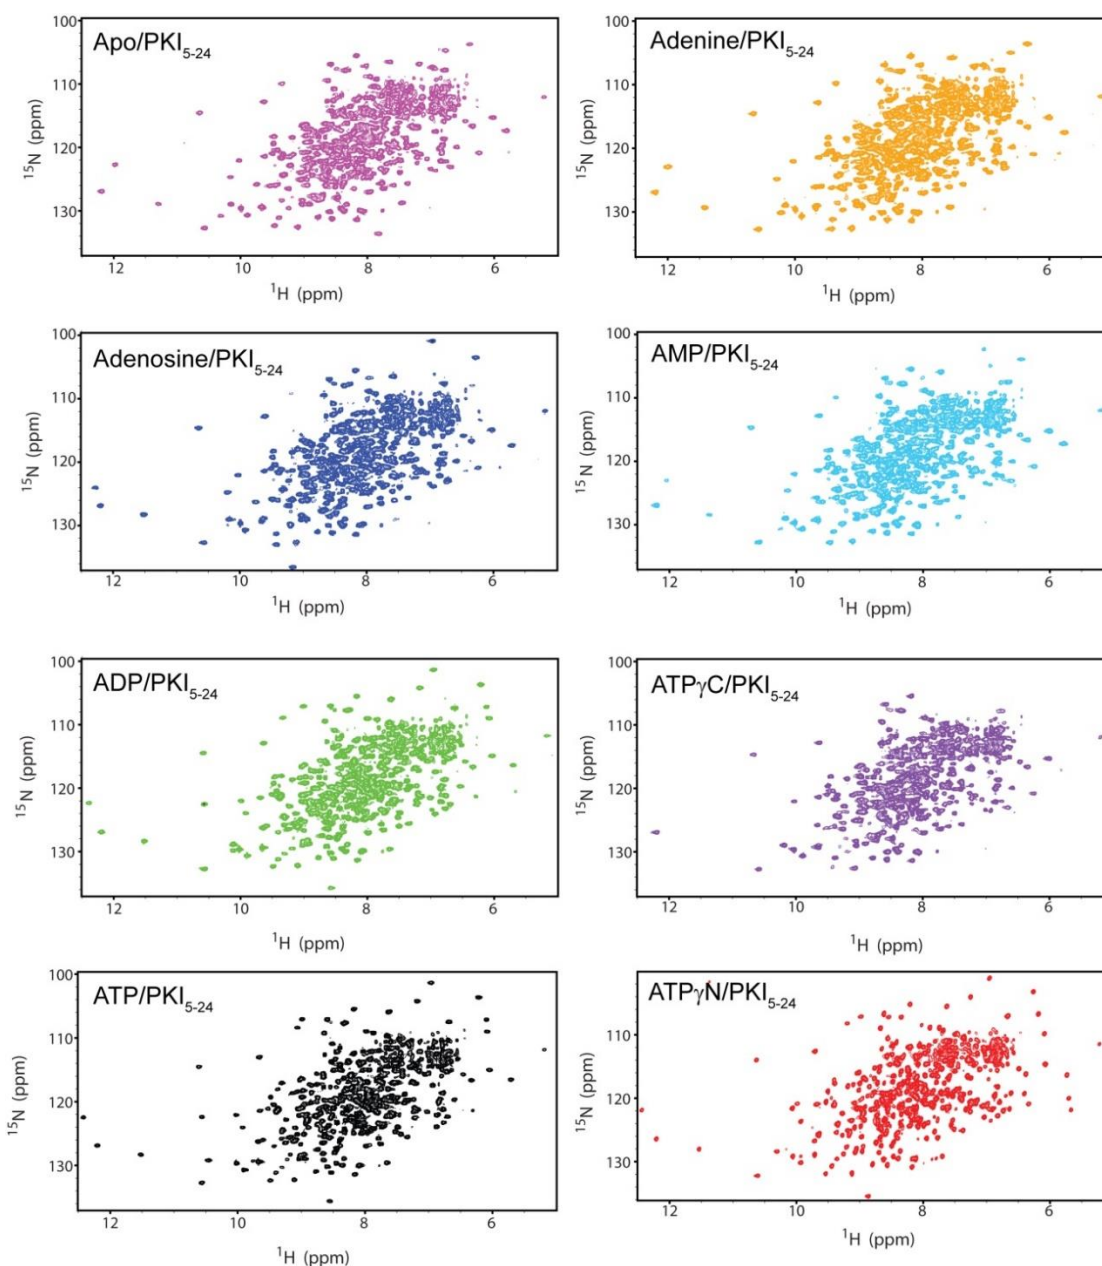 Apo/PKI5-24
100
110
120
130
15N (ppm)
12 10 8 6
1H (ppm)
Adenine/PKI5-24
100
110
120
130
15N (ppm)
12 10 8 6
1H (ppm)
Adenosine/PKI5-24
100
110
120
130
15N (ppm)
12 10 8 6
1H (ppm)
AMP/PKI5-24
100
110
120
130
15N (ppm)
12 10 8 6
1H (ppm)
ADP/PKI5-24
100
110
120
130
15N (ppm)
12 10 8 6
1H (ppm)
ATPγC/PKI5-24
100
110
120
130
15N (ppm)
12 10 8 6
1H (ppm)
ATP/PKI5-24
100
110
120
130
15N (ppm)
12 10 8 6
1H (ppm)
ATPγN/PKI5-24
110
120
130
15N (ppm)
12 10 8 6
1H (ppm)